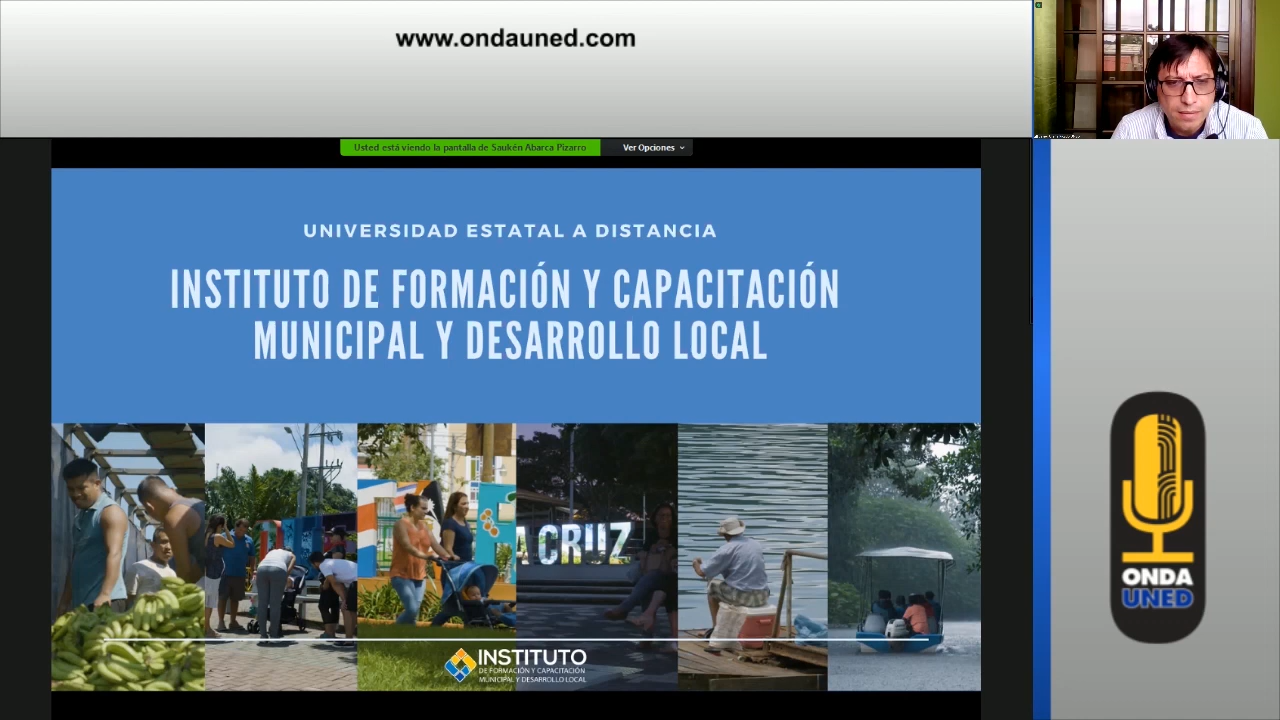 www.ondauned.com
Usted está viendo la pantalla de Saukén Abarca Pizarro
Ver Opciones
UNIVERSIDAD ESTATAL A DISTANCIA
INSTITUTO DE FORMACIÓN Y CAPACITACIÓN
MUNICIPAL Y DESARROLLO LOCAL
A CRUZ
INSTITUTO
DE FORMACIÓN Y CAPACITACIÓN
MUNICIPAL Y DESARROLLO LOCAL
ONDA
UNED